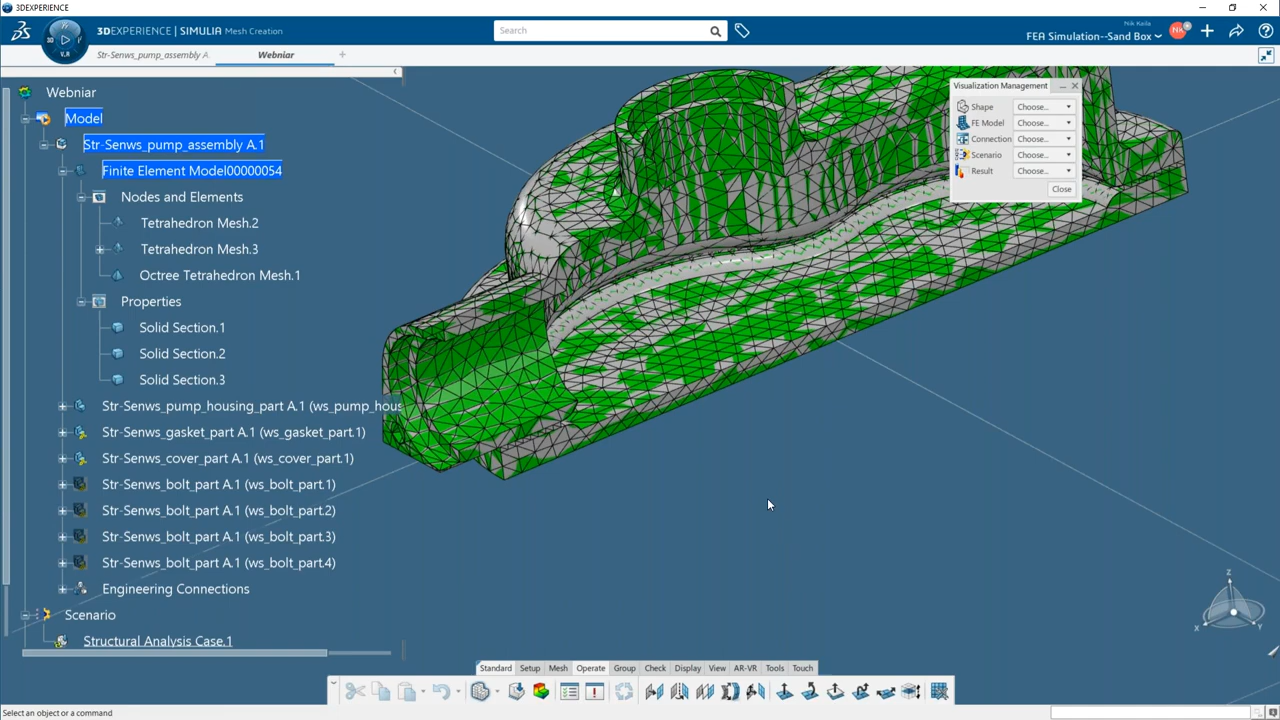 3DEXPERIENCE
3DEXPERIENCE | SIMULIA Mesh Creation
Search
Nik Kaila
FEA Simulation--Sand Box
NK
3D
V.R
Str-Senws_pump_assembly A
Webniar
Webniar
Model
Str-Senws_pump_assembly A.1
Finite Element Model00000054
Nodes and Elements
Tetrahedron Mesh.2
Tetrahedron Mesh.3
Octree Tetrahedron Mesh.1
Properties
Solid Section.1
Solid Section.2
Solid Section.3
Str-Senws_pump_housing_part A.1 (ws_pump_hous
Str-Senws_gasket_part A.1 (ws_gasket_part.1)
Str-Senws_cover_part A.1 (ws_cover_part.1)
Str-Senws_bolt_part A.1 (ws_bolt_part.1)
Str-Senws_bolt_part A.1 (ws_bolt_part.2)
Str-Senws_bolt_part A.1 (ws_bolt_part.3)
Str-Senws_bolt_part A.1 (ws_bolt_part.4)
Engineering Connections
Scenario
Structural Analysis Case.1
Visualization Management
Shape Choose...
FE Model Choose...
Connection Choose...
Scenario Choose...
Result Choose...
Close
Z
X Y
Standard Setup Mesh Operate Group Check Display View AR-VR Tools Touch
Select an object or a command